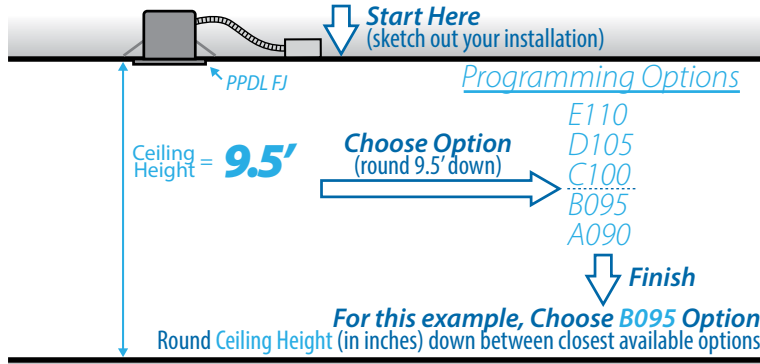 Start Here
(sketch out your installation)
PPDL FJ
Programming Options
E110
D105
C100
B095
A090
Ceiling
Height = 9.5’
Choose Option
(round 9.5’ down)
Finish
For this example, Choose B095 Option
Round Ceiling Height (in inches) down between closest available options